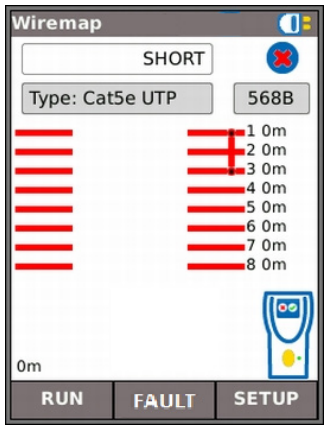 Wiremap
SHORT
Type: Cat5e UTP 568B
1 0m
2 0m
3 0m
4 0m
5 0m
6 0m
7 0m
8 0m
0m
RUN FAULT SETUP